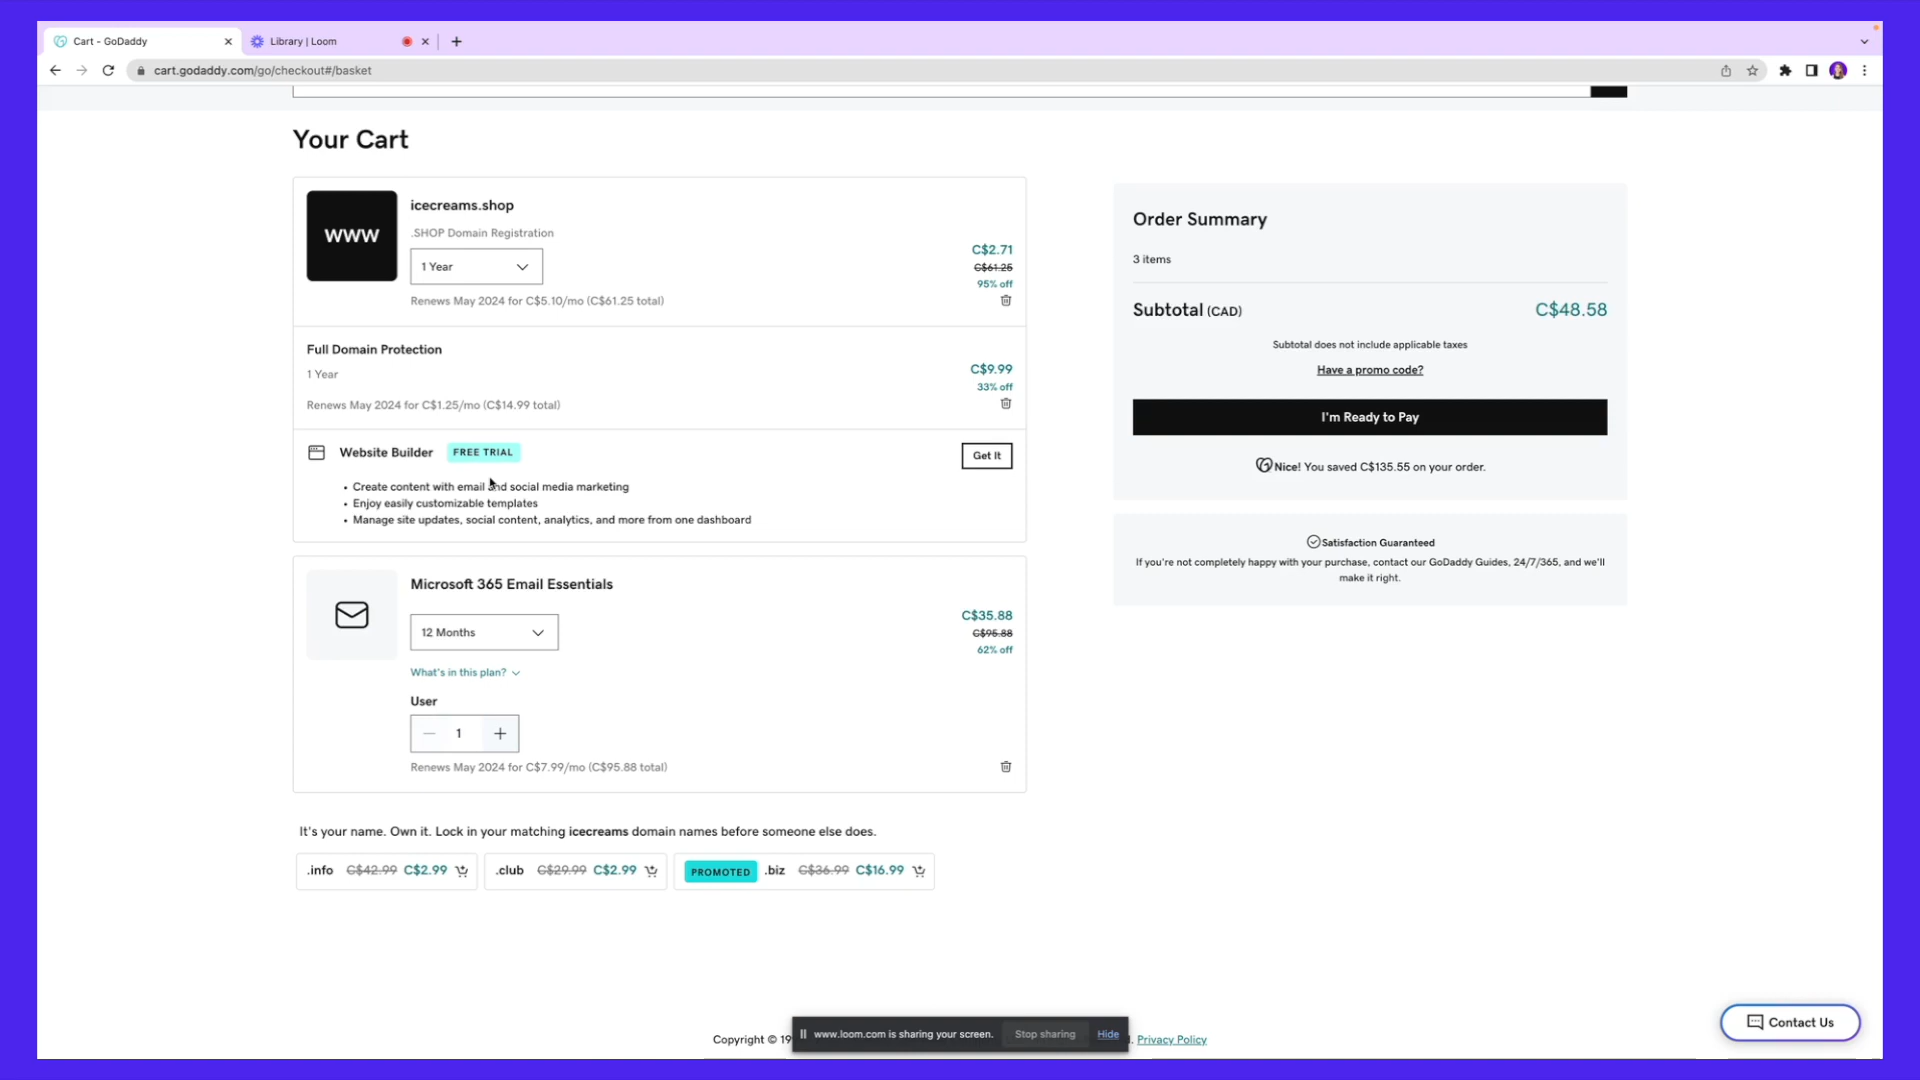 Cart - GoDaddy
Library | Loom
cart.godaddy.com/go/checkout#/basket
Your Cart
www
icecreams.shop
.SHOP Domain Registration
1 Year
C$2.71
C$61.25
95% off
Renews May 2024 for C$5.10/mo (C$61.25 total)
Full Domain Protection
1 Year
C$9.99
33% off
Renews May 2024 for C$1.25/mo (C$14.99 total)
Website Builder FREE TRIAL
Get It
• Create content with email and social media marketing
• Enjoy easily customizable templates
• Manage site updates, social content, analytics, and more from one dashboard
Microsoft 365 Email Essentials
12 Months
C$35.88
C$95.88
62% off
What's in this plan?
User
1
Renews May 2024 for C$7.99/mo (C$95.88 total)
It's your name. Own it. Lock in your matching icecreams domain names before someone else does.
.info C$42.99 C$2.99
.club C$29.99 C$2.99
PROMOTED .biz C$36.99 C$16.99
Order Summary
3 items
Subtotal (CAD) C$48.58
Subtotal does not include applicable taxes
Have a promo code?
I'm Ready to Pay
Nice! You saved C$135.55 on your order.
Satisfaction Guaranteed
If you're not completely happy with your purchase, contact our GoDaddy Guides, 24/7/365, and we'll
make it right.
Contact Us
Copyright © 19
www.loom.com is sharing your screen. Stop sharing Hide
. Privacy Policy